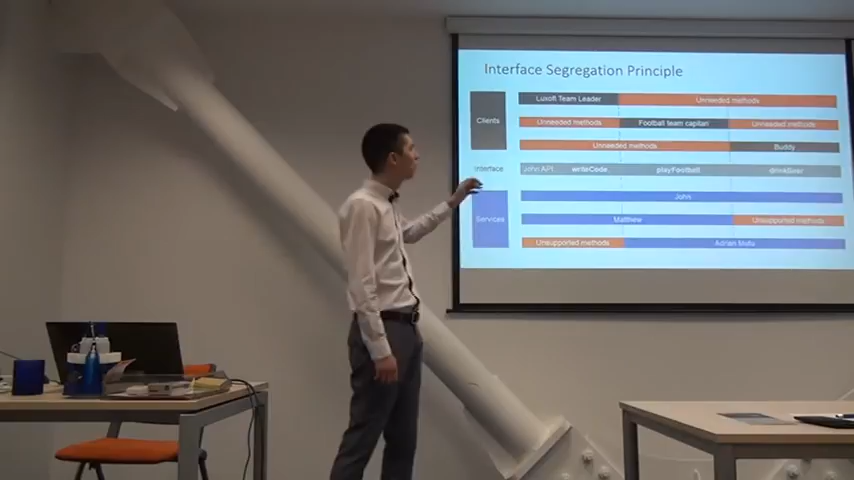 Interface Segregation Principle
Luxoft Team Leader Unneeded methods
Clients
Unneeded methods Football team capitan Unneeded methods
Unneeded methods Buddy
Interface John API writeCode playFootball drinkBeer
John
Services
Matthew Unsupported methods
Unsupported methods Adrian Mutu